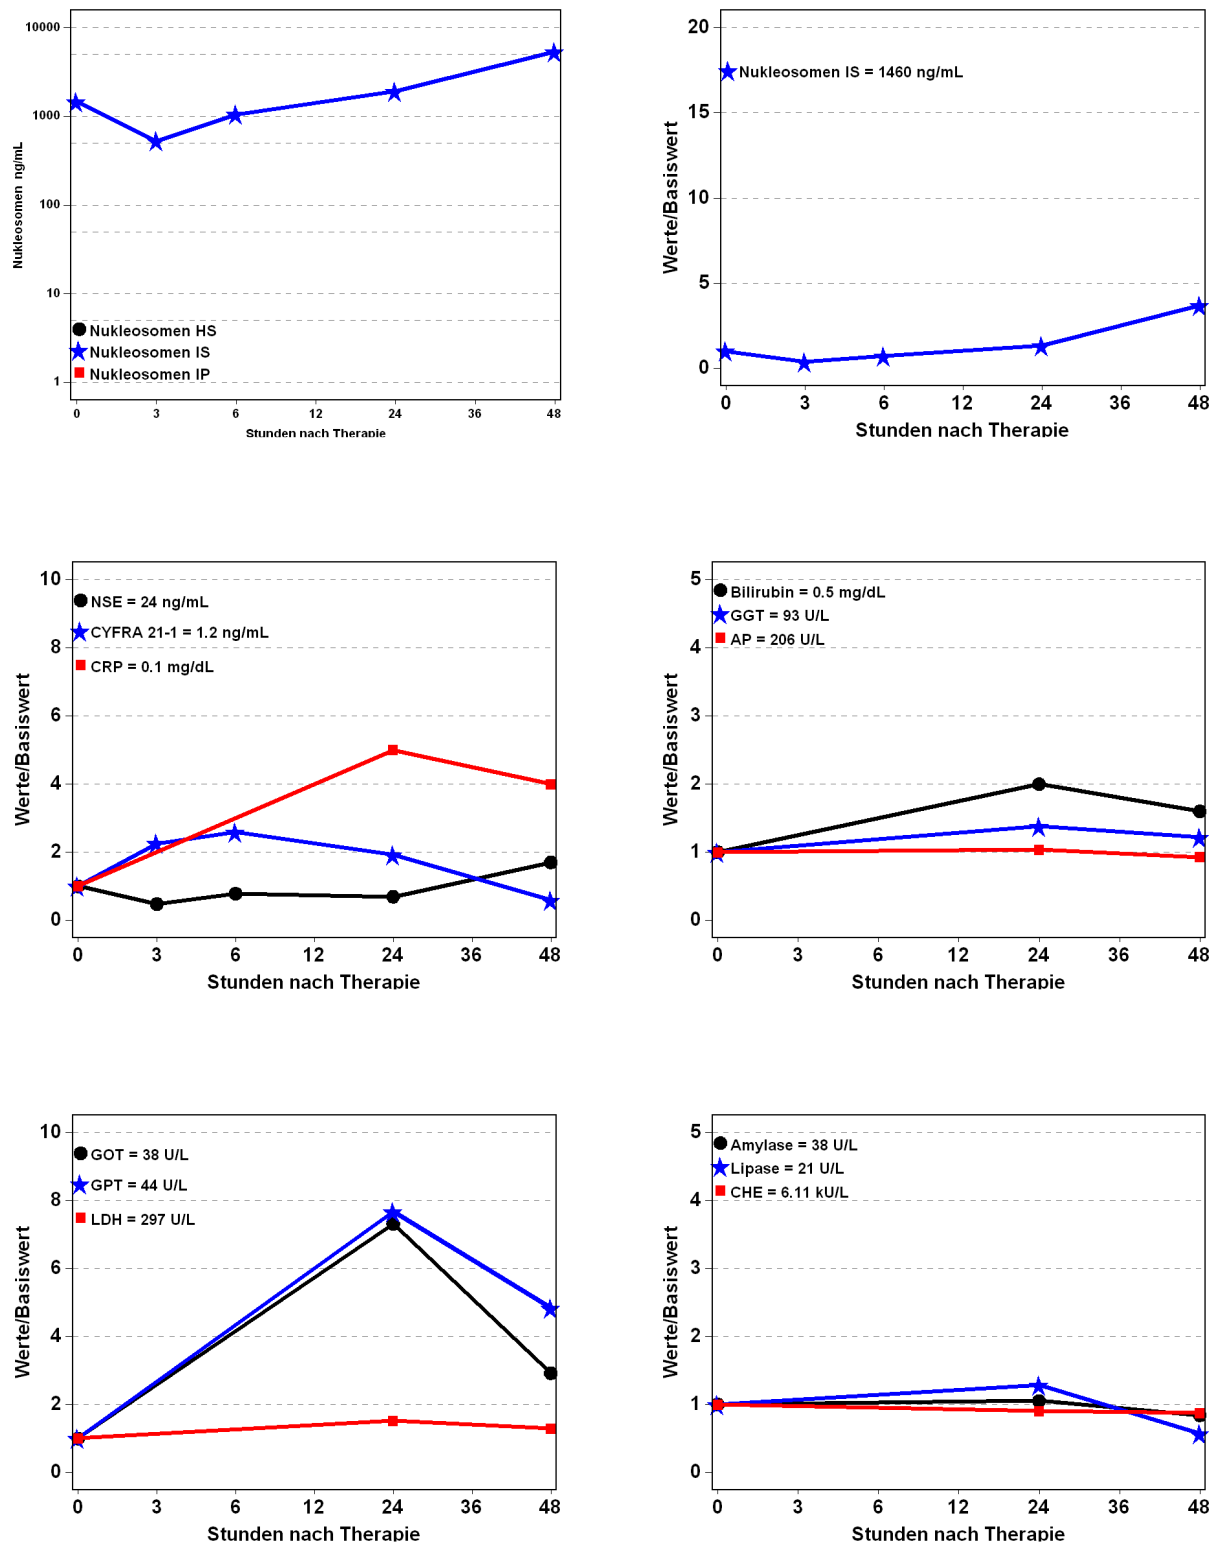 10000
1000
100
10
1
Nukleosomen ng/mL
Nukleosomen HS
Nukleosomen IS
Nukleosomen IP
0 3 6 12 24 36 48
Stunden nach Therapie
20
15
10
5
0
Werte/Basiswert
Nukleosomen IS = 1460 ng/mL
0 3 6 12 24 36 48
Stunden nach Therapie
10
8
6
4
2
0
Werte/Basiswert
NSE = 24 ng/mL
CYFRA 21-1 = 1.2 ng/mL
CRP = 0.1 mg/dL
0 3 6 12 24 36 48
Stunden nach Therapie
5
4
3
2
1
0
Werte/Basiswert
Bilirubin = 0.5 mg/dL
GGT = 93 U/L
AP = 206 U/L
0 3 6 12 24 36 48
Stunden nach Therapie
10
8
6
4
2
0
Werte/Basiswert
GOT = 38 U/L
GPT = 44 U/L
LDH = 297 U/L
0 3 6 12 24 36 48
Stunden nach Therapie
5
4
3
2
1
0
Werte/Basiswert
Amylase = 38 U/L
Lipase = 21 U/L
CHE = 6.11 kU/L
0 3 6 12 24 36 48
Stunden nach Therapie